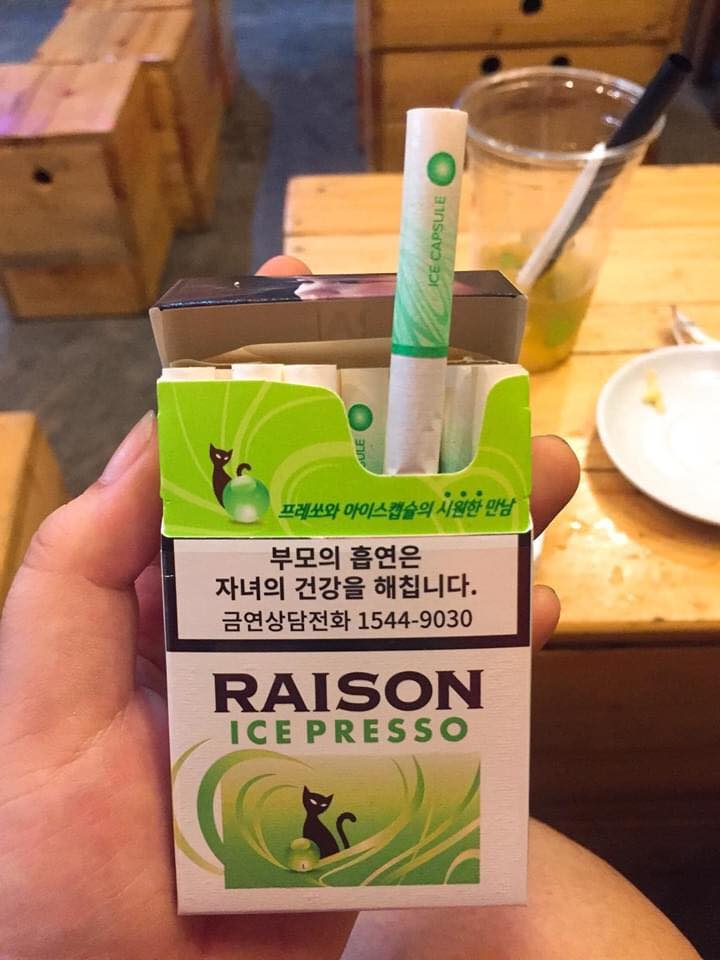 ICE CAPSULE
ULE
프레쏘와 아이스캡슐의 시원한 만남
부모의 흡연은
자녀의 건강을 해칩니다.
금연상담전화 1544-9030
RAISON
ICE PRESSO